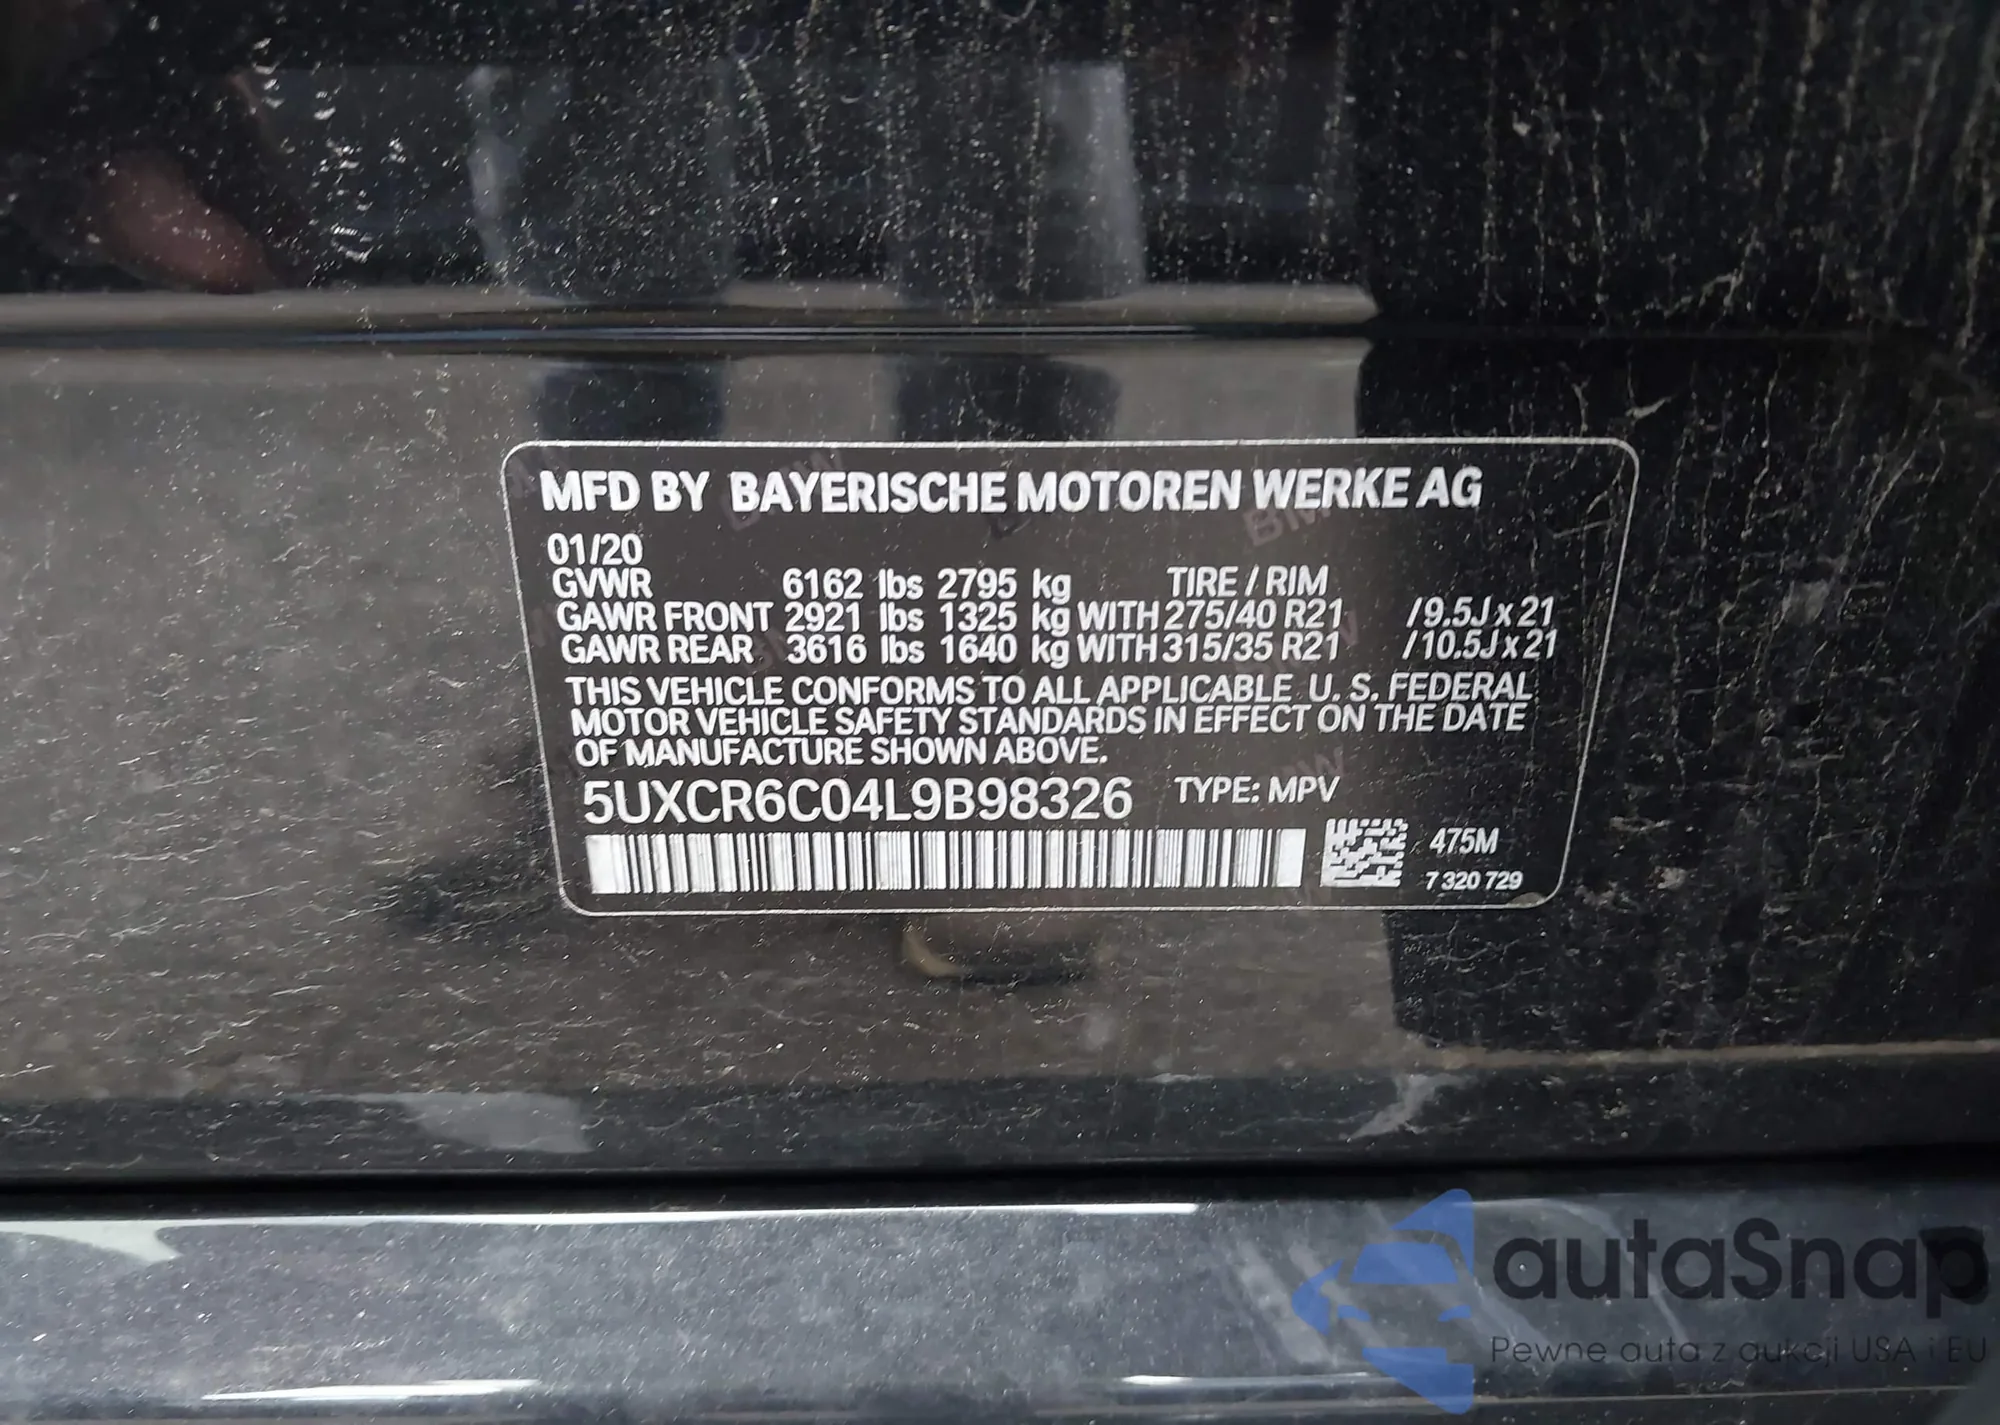 MFD BY BAYERISCHE MOTOREN WERKE AG
01/20
GVWR 6162 lbs 2795 kg TIRE / RIM
GAWR FRONT 2921 lbs 1325 kg WITH 275/40 R21 /9.5J x 21
GAWR REAR 3616 lbs 1640 kg WITH 315/35 R21 /10.5J x 21
THIS VEHICLE CONFORMS TO ALL APPLICABLE U. S. FEDERAL
MOTOR VEHICLE SAFETY STANDARDS IN EFFECT ON THE DATE
OF MANUFACTURE SHOWN ABOVE.
5UXCR6C04L9B98326 TYPE: MPV
475M
7 320 729
autaSnap
Pewne auta z aukcji USA i EU